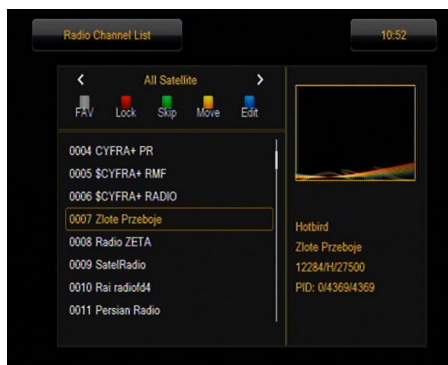 Radio Channel List
10:52
All Satellite
FAV Lock Skip Move Edit
0004 CYFRA+ PR
0005 $CYFRA+ RMF
0006 $CYFRA+ RADIO
0007 Zlote Przeboje
0008 Radio ZETA
0009 SatelRadio
0010 Rai radiofd4
0011 Persian Radio
Hotbird
Zlote Przeboje
12284/H/27500
PID: 0/4369/4369